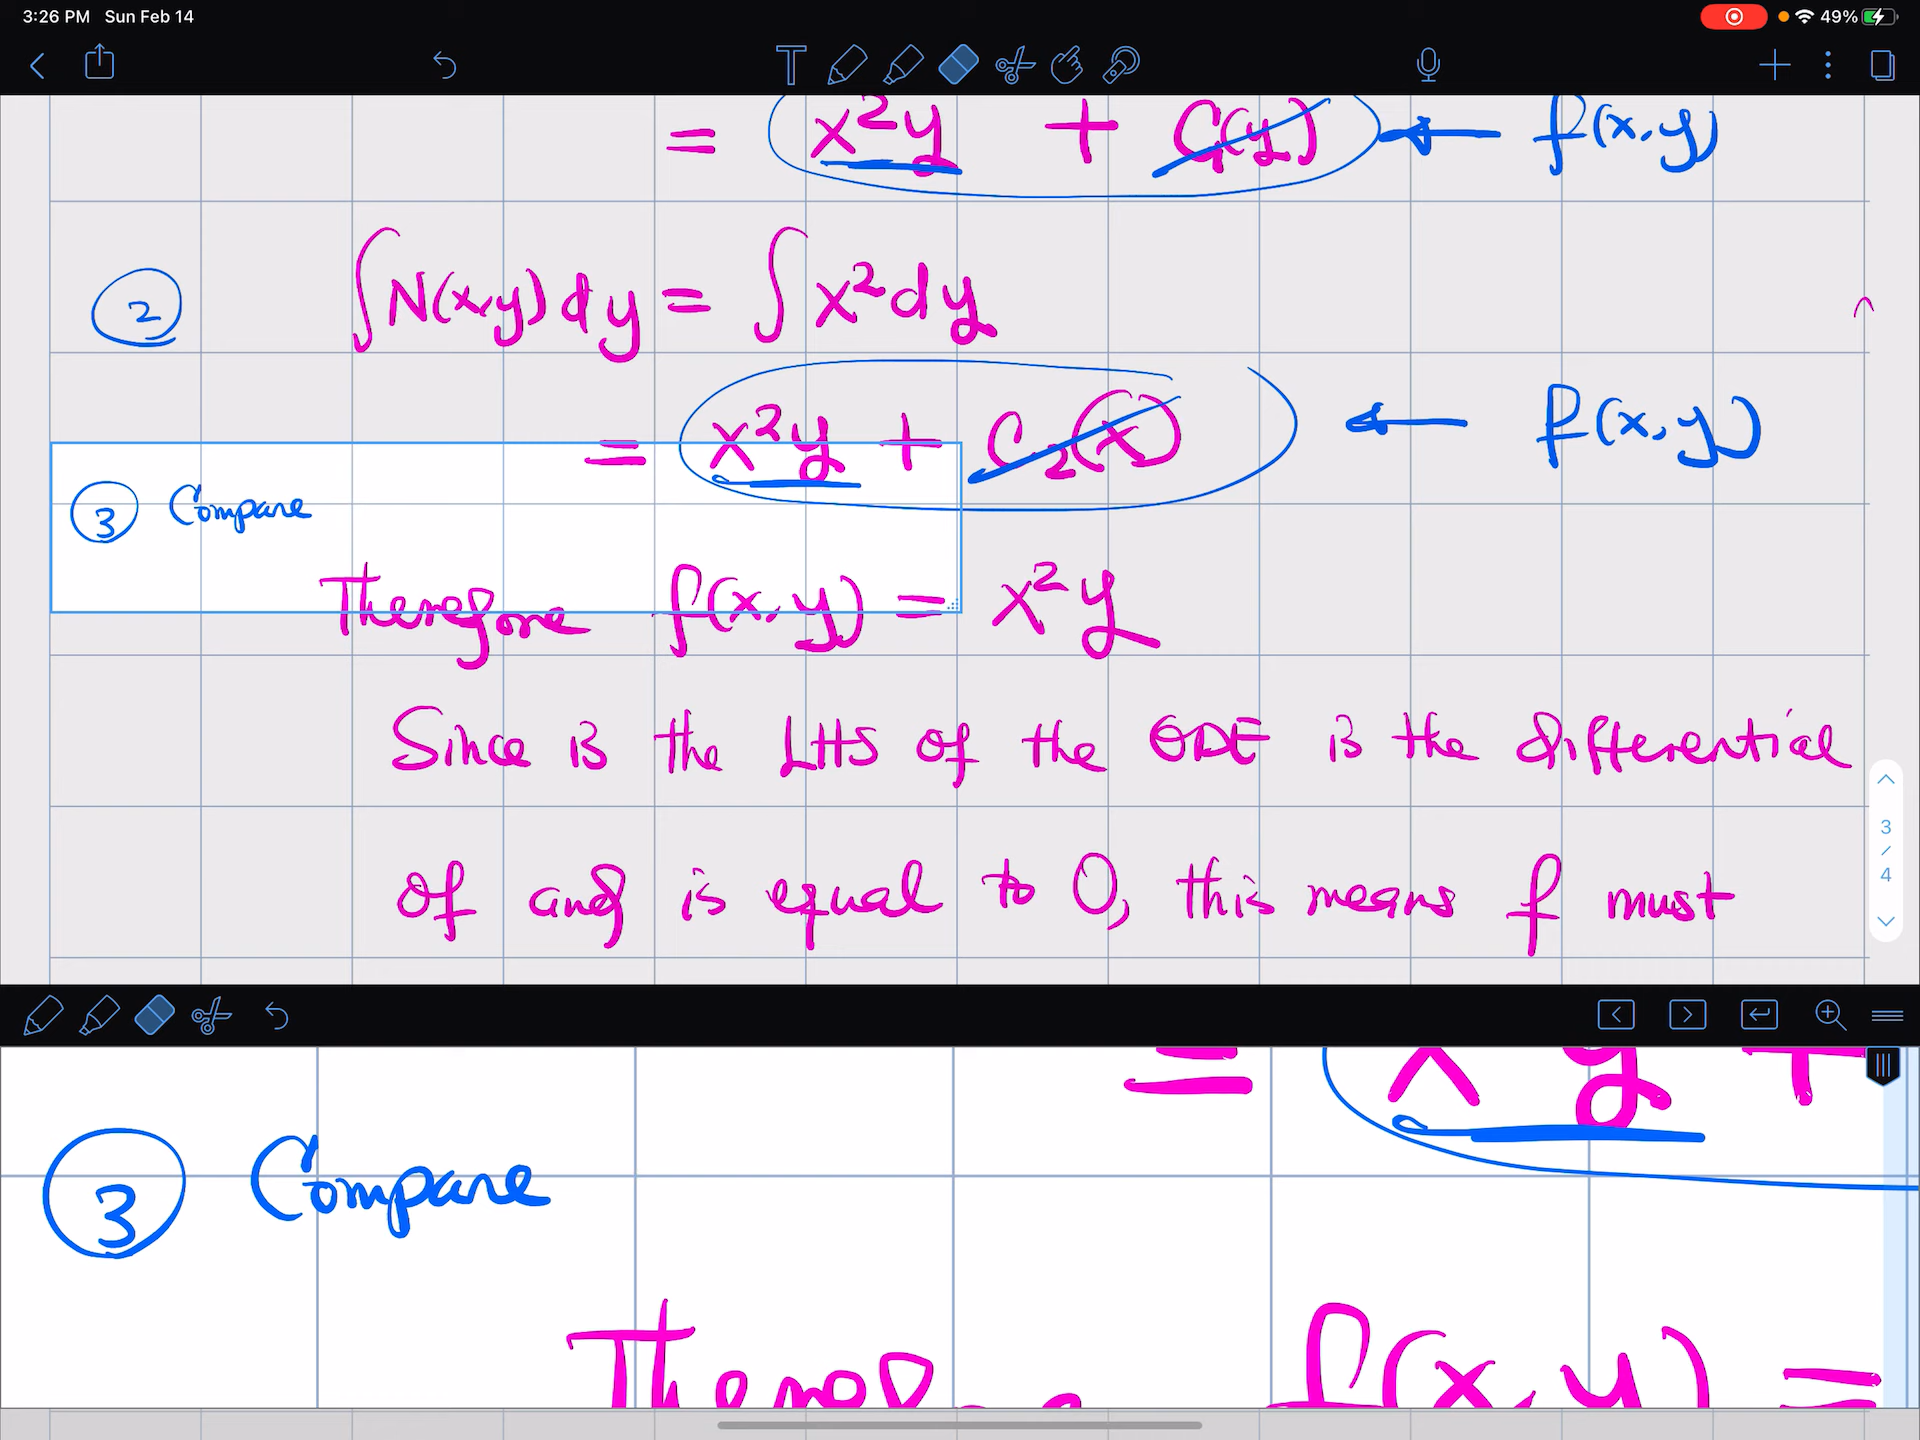 3:26 PM Sun Feb 14
49%
= x²y + C₁(y) ← f(x,y)
② ∫N(x,y)dy = ∫x²dy
= x²y + C₂(x) ← f(x,y)
③ Compare
Therefore f(x,y) = x²y
Since is the LHS of the ODE is the differential
of and is equal to 0, this means f must
3
/
4
= x y +
③ Compare
Therefore f(x,y) =